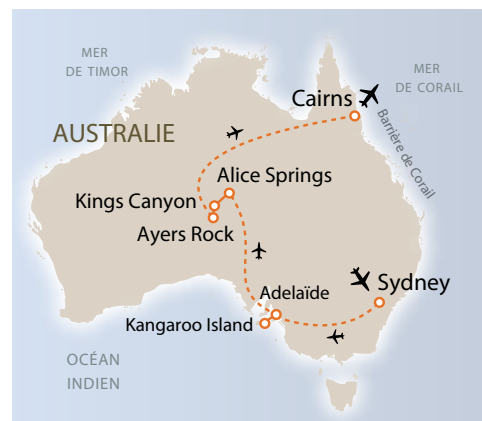 MER
DE TIMOR
MER
DE CORAIL
Cairns
Barrière de Corail
AUSTRALIE
Alice Springs
Kings Canyon
Ayers Rock
Sydney
Adelaïde
Kangaroo Island
OCÉAN
INDIEN